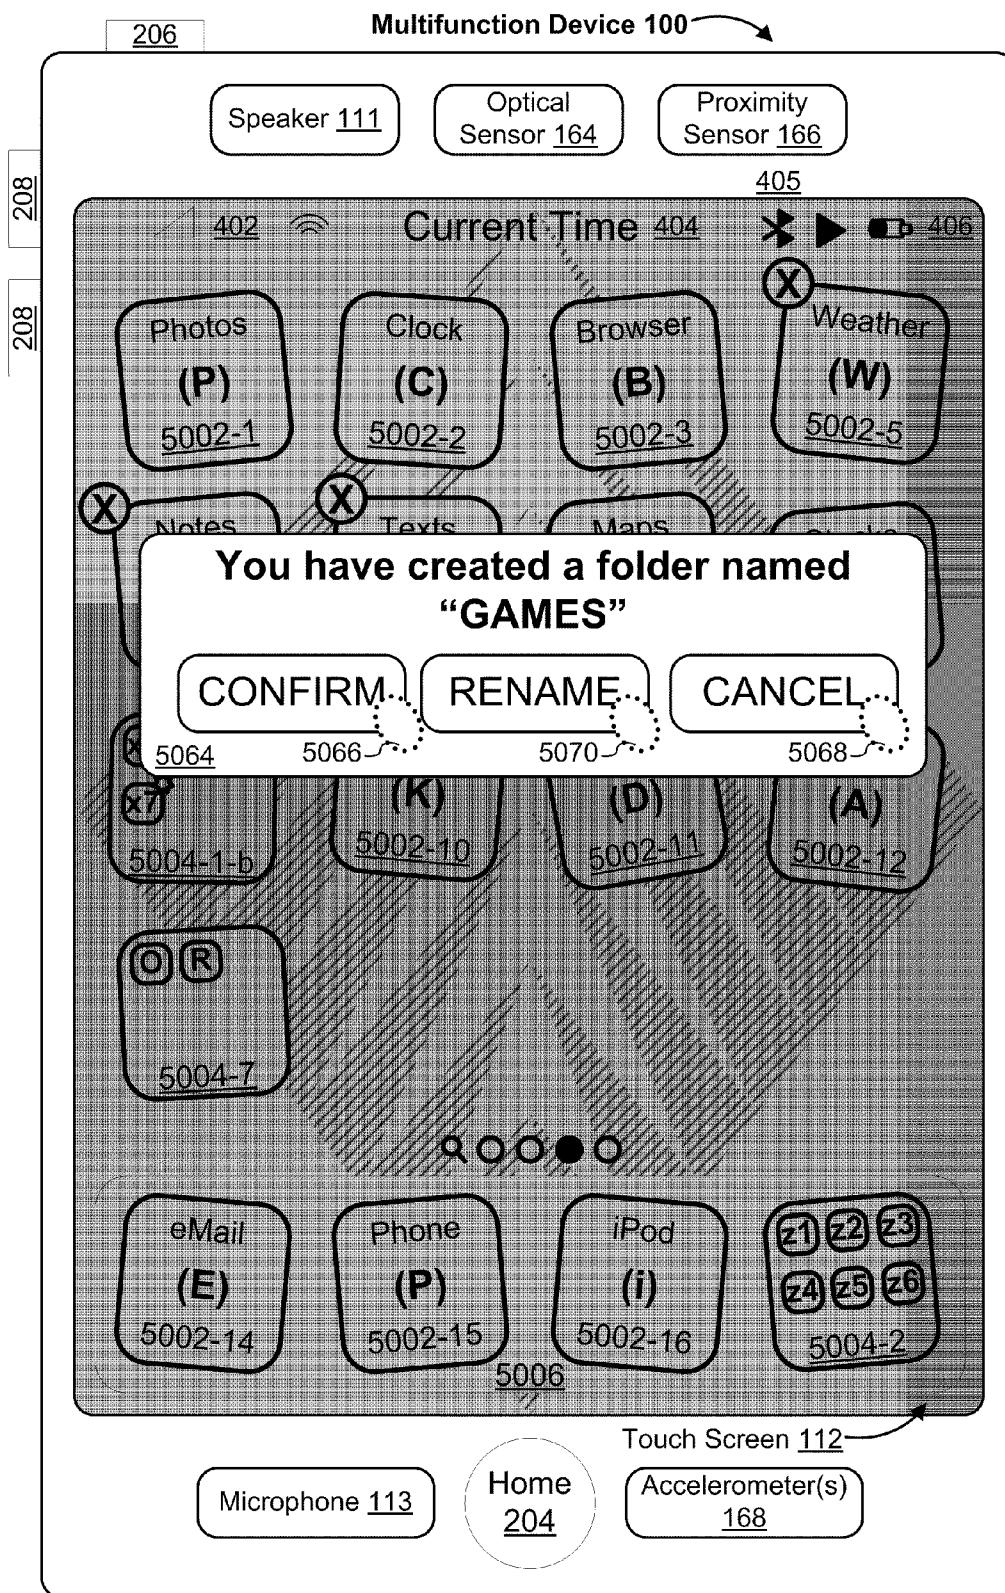 Multifunction Device 100
206
Speaker 111
Optical
Sensor 164
Proximity
Sensor 166
208
208
405
402
Current Time 404
406
X
Photos
(P)
5002-1
Clock
(C)
5002-2
Browser
(B)
5002-3
Weather
(W)
5002-5
X
Notes
X
Texts
Maps
You have created a folder named
“GAMES”
CONFIRM
RENAME
CANCEL
5064
5066
5070
5068
x7
5004-1-b
(K)
5002-10
(D)
5002-11
(A)
5002-12
O R
5004-7
eMail
(E)
5002-14
Phone
(P)
5002-15
iPod
(i)
5002-16
z1 z2 z3
z4 z5 z6
5004-2
5006
Touch Screen 112
Microphone 113
Home
204
Accelerometer(s)
168